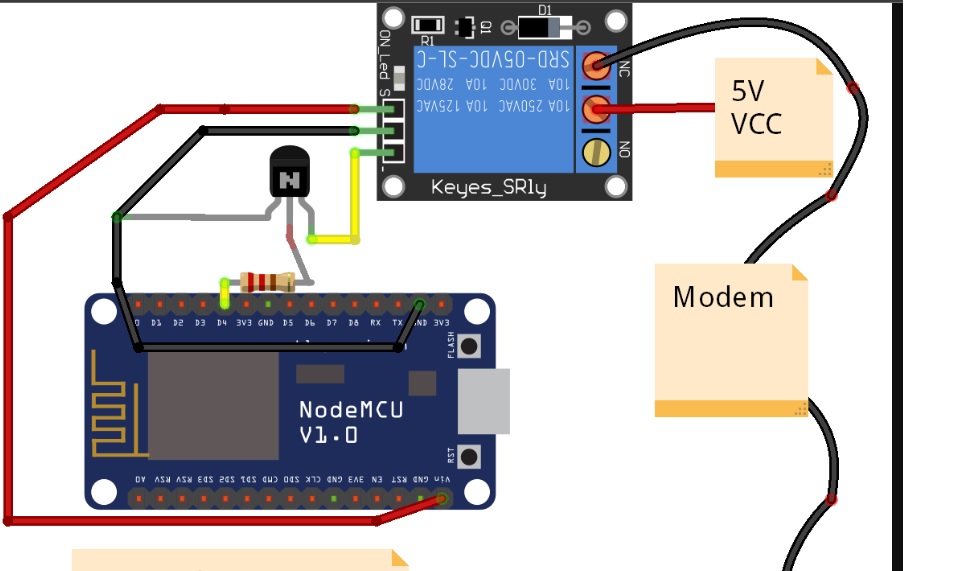 D1
Q1
R1
ON_Led
S
SRD-05VDC-SL-C
10A 30VDC 10A 28VDC
10A 250VAC 10A 125VAC
NC
NO
Keyes_SRly
5V
VCC
N
Modem
D1 D2 D3 D4 3V3 GND D5 D6 D7 D8 RX TX GND 3V3
FLASH
NodeMCU
V1.0
RST
A0 RSV RSV SD3 SD2 SD1 CMD SD0 CLK GND 3V3 EN RST GND Vin